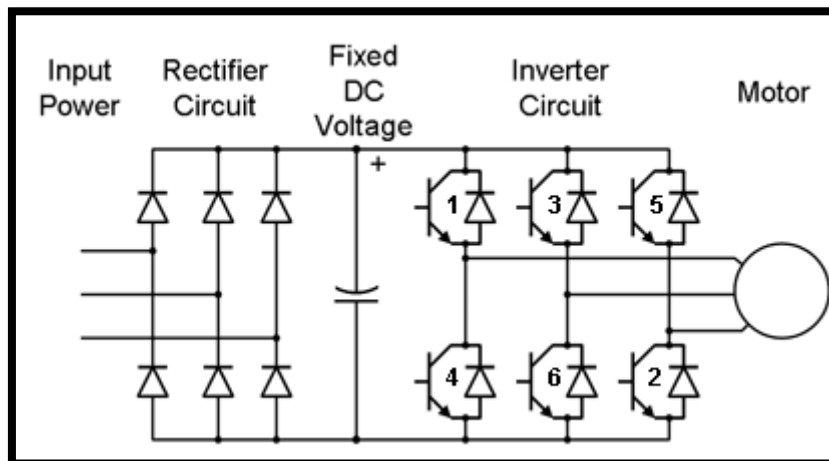 Input
Power
Rectifier
Circuit
Fixed
DC
Voltage
Inverter
Circuit
Motor
+
1
3
5
4
6
2